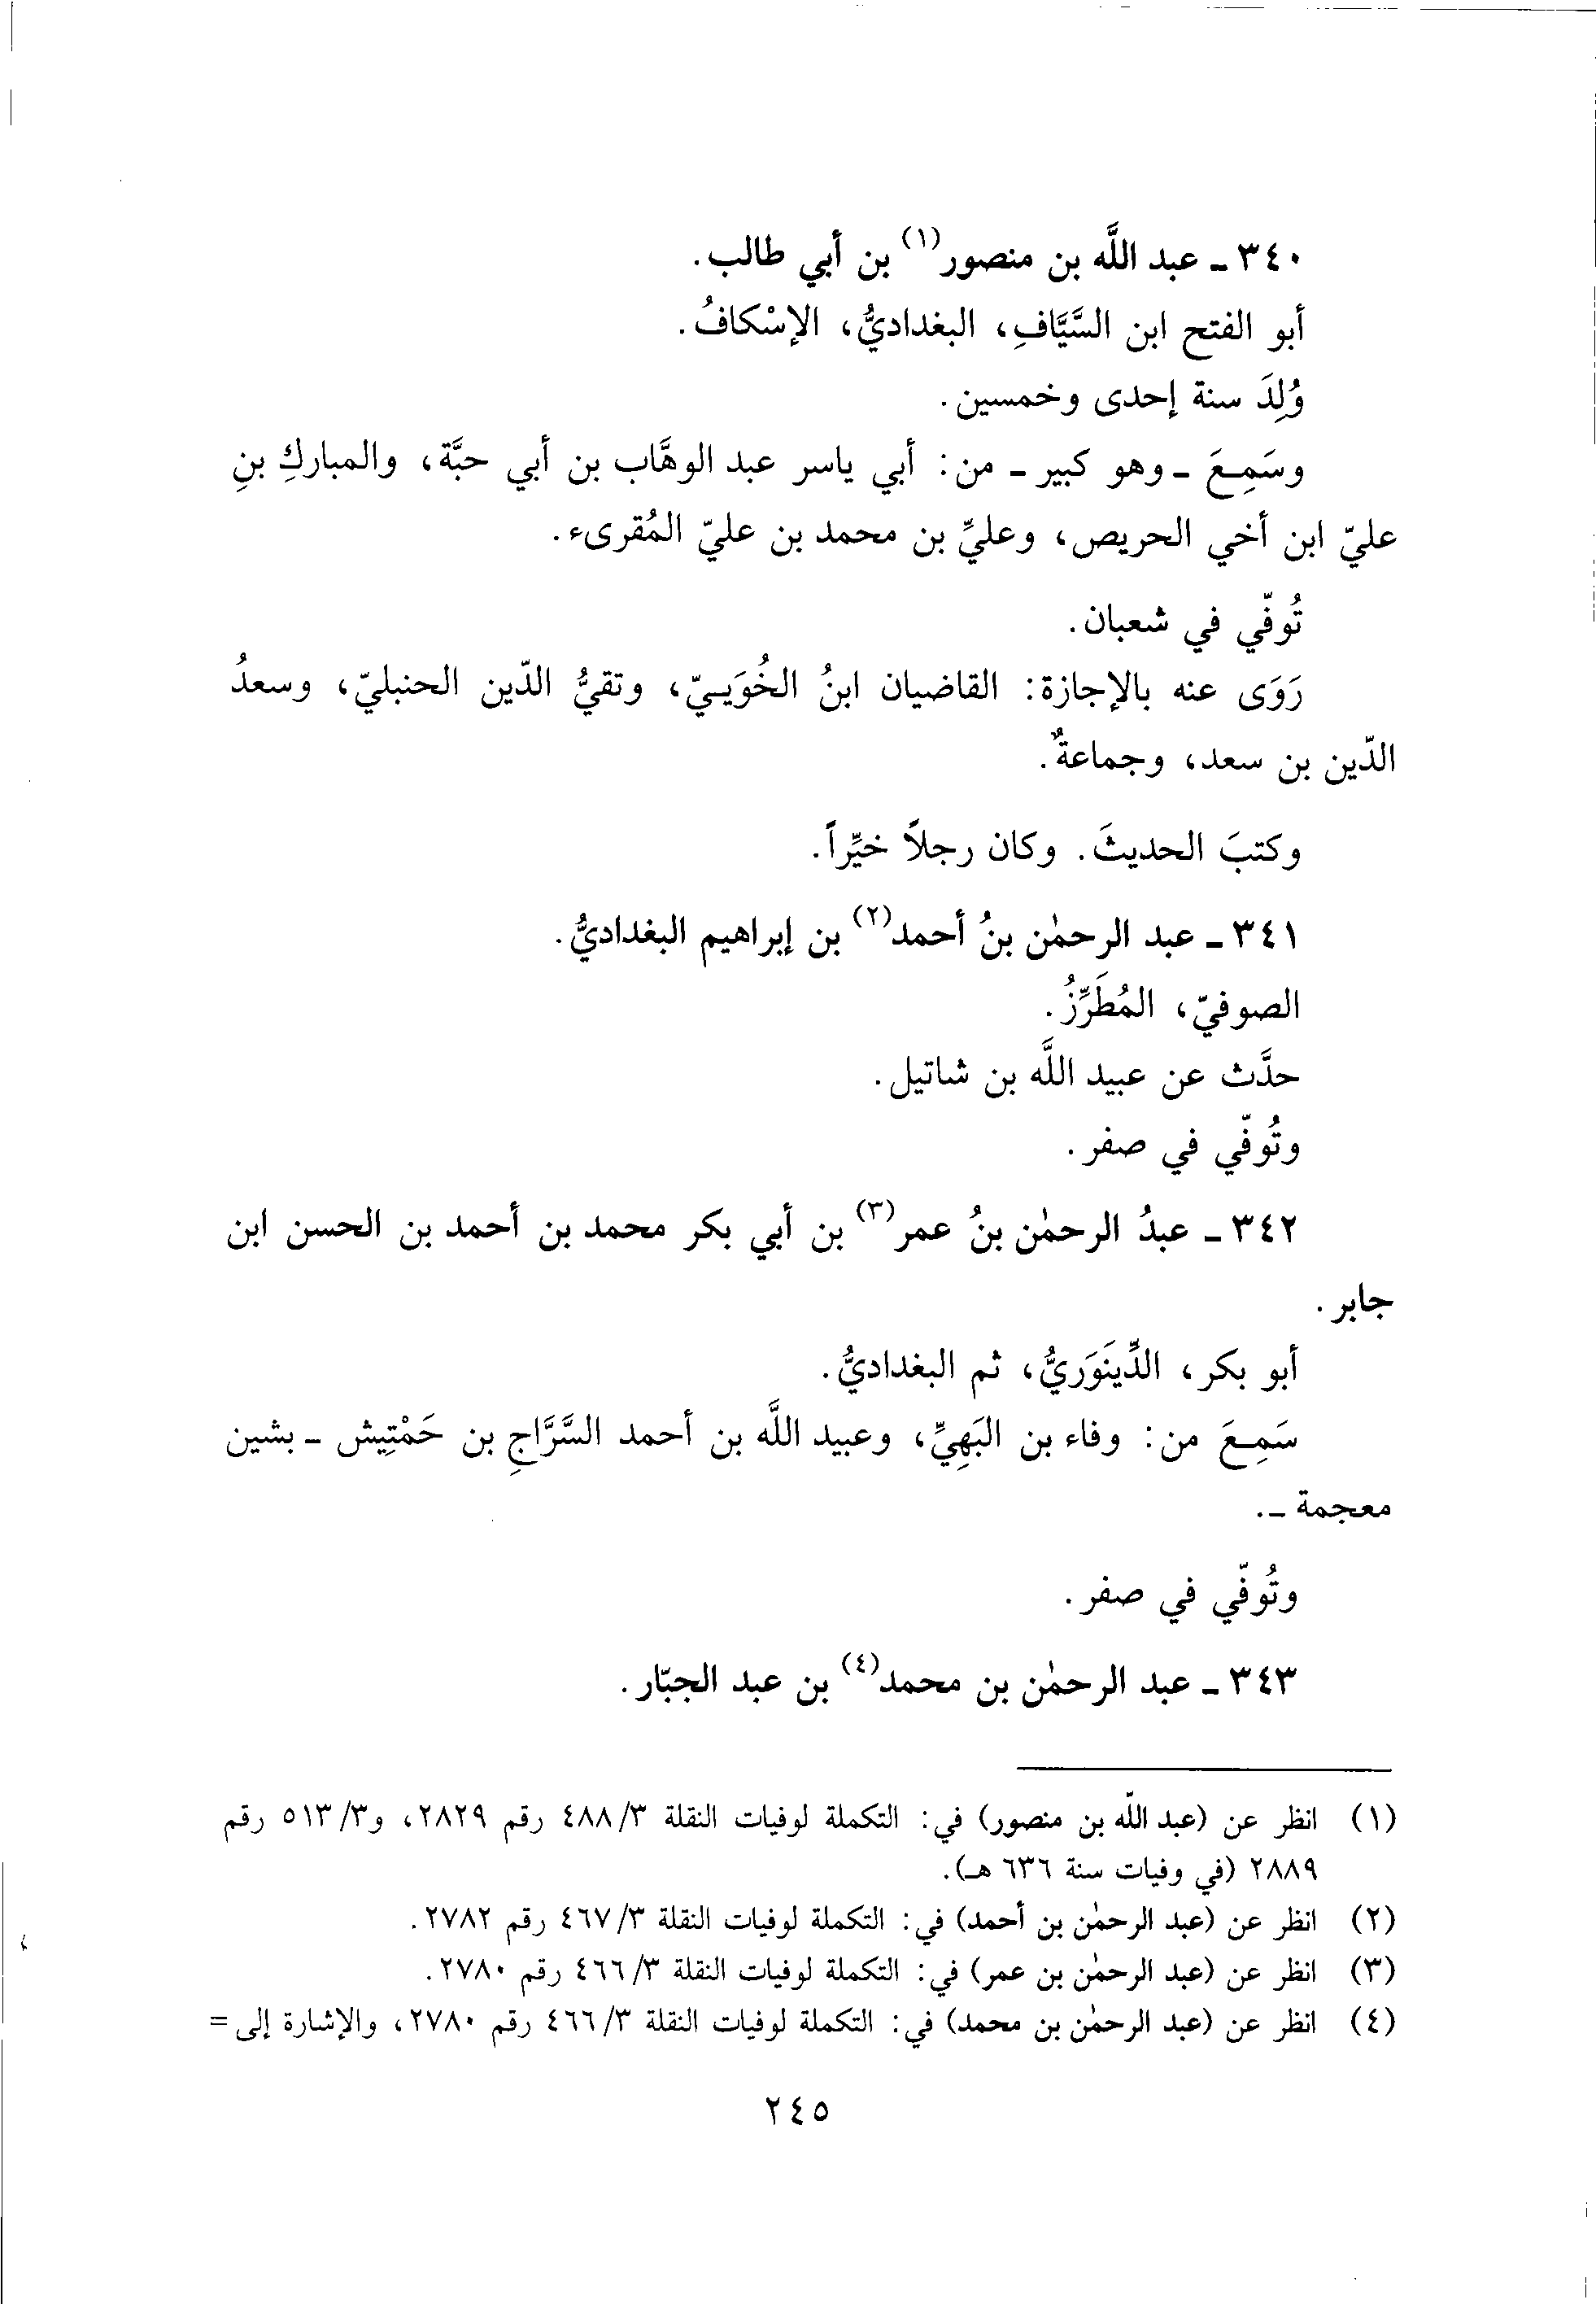 ٣٤٠ ـ عبد اللَّه بن منصور(١) بن أبي طالب.
أبو الفتح ابن السَّيَّافِ، البغداديُّ، الإسْكافُ.
وُلِدَ سنة إحدى وخمسين.
وسَمِعَ ـ وهو كبير ـ من: أبي ياسر عبد الوهَّاب بن أبي حبَّة، والمباركِ بنِ
عليّ ابن أخي الحريص، وعليِّ بن محمد بن عليّ المُقرىء.
تُوفّي في شعبان.
رَوَى عنه بالإجازة: القاضيان ابنُ الخُوَييّ، وتقيُّ الدّين الحنبليّ، وسعدُ
الدّين بن سعد، وجماعةٌ.
وكتبَ الحديثَ. وكان رجلاً خيِّراً.
٣٤١ ـ عبد الرحمٰن بنُ أحمد(٢) بن إبراهيم البغداديُّ.
الصوفيّ، المُطَرِّزُ.
حدَّث عن عبيد اللَّه بن شاتيل.
وتُوفّي في صفر.
٣٤٢ ـ عبدُ الرحمٰن بنُ عمر(٣) بن أبي بكر محمد بن أحمد بن الحسن ابن
جابر.
أبو بكر، الدِّينَوَريُّ، ثم البغداديُّ.
سَمِعَ من: وفاء بن البَهِيِّ، وعبيد اللَّه بن أحمد السَّرَّاجِ بن حَمْتِيش ـ بشين
معجمة ـ.
وتُوفّي في صفر.
٣٤٣ ـ عبد الرحمٰن بن محمد(٤) بن عبد الجبّار.
(١) انظر عن (عبد اللَّه بن منصور) في: التكملة لوفيات النقلة ٣/ ٤٨٨ رقم ٢٨٢٩، و٣/ ٥١٣ رقم
٢٨٨٩ (في وفيات سنة ٦٣٦ هـ).
(٢) انظر عن (عبد الرحمٰن بن أحمد) في: التكملة لوفيات النقلة ٣/ ٤٦٧ رقم ٢٧٨٢.
(٣) انظر عن (عبد الرحمٰن بن عمر) في: التكملة لوفيات النقلة ٣/ ٤٦٦ رقم ٢٧٨٠.
(٤) انظر عن (عبد الرحمٰن بن محمد) في: التكملة لوفيات النقلة ٣/ ٤٦٦ رقم ٢٧٨٠، والإشارة إلى =
٢٤٥